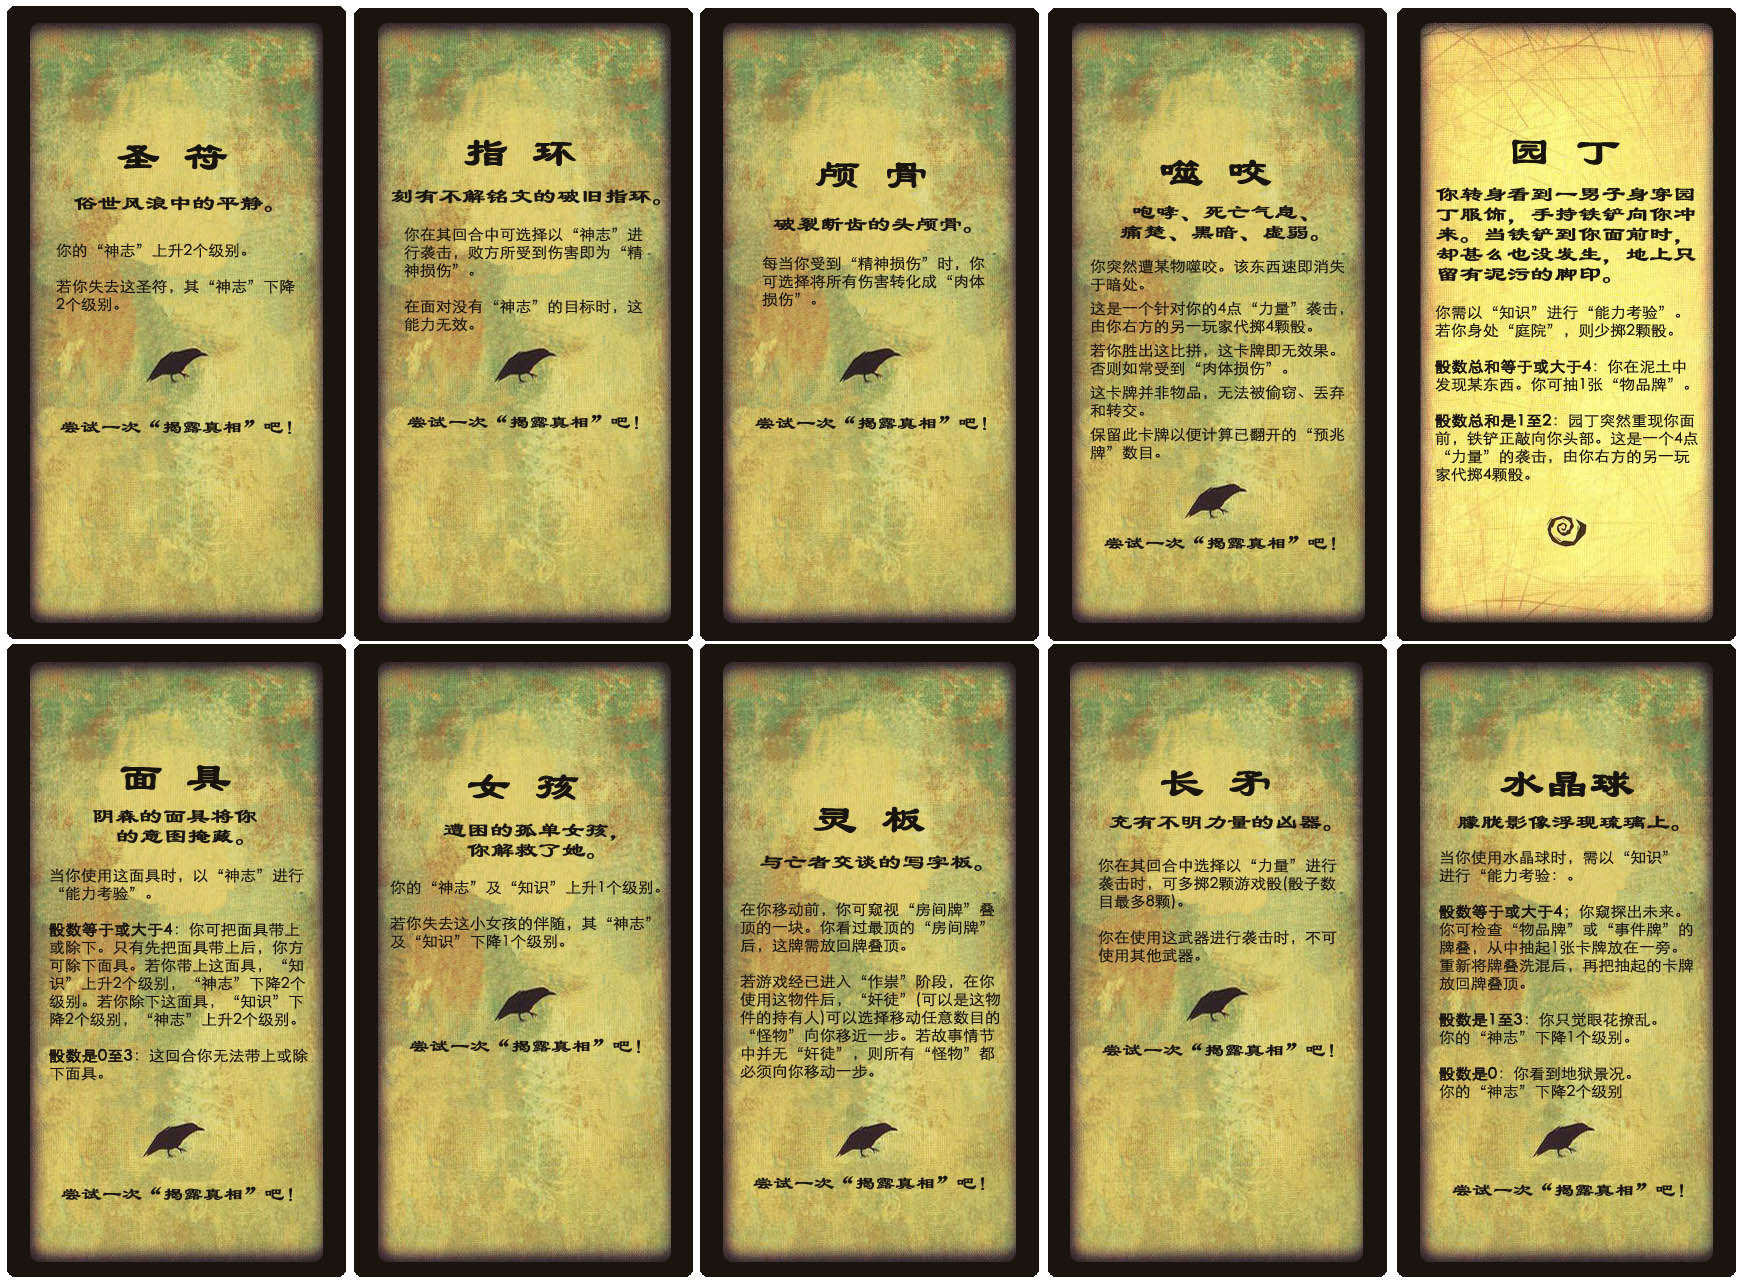 圣 符
俗世风浪中的平静。
你的“神志”上升2个级别。
若你失去这圣符，其“神志”下降
2个级别。
尝试一次“揭露真相”吧！
指 环
刻有不解铭文的破旧指环。
你在其回合中可选择以“神志”进
行袭击，败方所受到伤害即为“精
神损伤”。
在面对没有“神志”的目标时，这
能力无效。
尝试一次“揭露真相”吧！
颅 骨
破裂断齿的头颅骨。
每当你受到“精神损伤”时，你
可选择将所有伤害转化成“肉体
损伤”。
尝试一次“揭露真相”吧！
噬 咬
咆哮、死亡气息、
痛楚、黑暗、虚弱。
你突然遭某物噬咬。该东西速即消失
于暗处。
这是一个针对你的4点“力量”袭击，
由你右方的另一玩家代掷4颗骰。
若你胜出这比拼，这卡牌即无效果。
否则如常受到“肉体损伤”。
这卡牌并非物品，无法被偷窃、丢弃
和转交。
保留此卡牌以便计算已翻开的“预兆
牌”数目。
尝试一次“揭露真相”吧！
园 丁
你转身看到一男子身穿园
丁服饰，手持铁铲向你冲
来。当铁铲到你面前时，
却甚么也没发生，地上只
留有泥污的脚印。
你需以“知识”进行“能力考验”。
若你身处“庭院”，则少掷2颗骰。
骰数总和等于或大于4：你在泥土中
发现某东西。你可抽1张“物品牌”。
骰数总和是1至2：园丁突然重现你面
前，铁铲正敲向你头部。这是一个4点
“力量”的袭击，由你右方的另一玩
家代掷4颗骰。
面 具
阴森的面具将你
的意图掩藏。
当你使用这面具时，以“神志”进行
“能力考验”。
骰数等于或大于4：你可把面具带上
或除下。只有先把面具带上后，你方
可除下面具。若你带上这面具，“知
识”上升2个级别，“神志”下降2个
级别。若你除下这面具，“知识”下
降2个级别，“神志”上升2个级别。
骰数是0至3：这回合你无法带上或除
下面具。
尝试一次“揭露真相”吧！
女 孩
遭困的孤单女孩，
你解救了她。
你的“神志”及“知识”上升1个级别。
若你失去这小女孩的伴随，其“神志”
及“知识”下降1个级别。
尝试一次“揭露真相”吧！
灵 板
与亡者交谈的写字板。
在你移动前，你可窥视“房间牌”叠
顶的一块。你看过最顶的“房间牌”
后，这牌需放回牌叠顶。
若游戏经已进入“作祟”阶段，在你
使用这物件后，“奸徒”(可以是这物
件的持有人)可以选择移动任意数目的
“怪物”向你移近一步。若故事情节
中并无“奸徒”，则所有“怪物”都
必须向你移动一步。
尝试一次“揭露真相”吧！
长 矛
充有不明力量的凶器。
你在其回合中选择以“力量”进行
袭击时，可多掷2颗游戏骰(骰子数
目最多8颗)。
你在使用这武器进行袭击时，不可
使用其他武器。
尝试一次“揭露真相”吧！
水晶球
朦胧影像浮现琉璃上。
当你使用水晶球时，需以“知识”
进行“能力考验：。
骰数等于或大于4；你窥探出未来。
你可检查“物品牌”或“事件牌”的
牌叠，从中抽起1张卡牌放在一旁。
重新将牌叠洗混后，再把抽起的卡牌
放回牌叠顶。
骰数是1至3：你只觉眼花撩乱。
你的“神志”下降1个级别。
骰数是0：你看到地狱景况。
你的“神志”下降2个级别
尝试一次“揭露真相”吧！